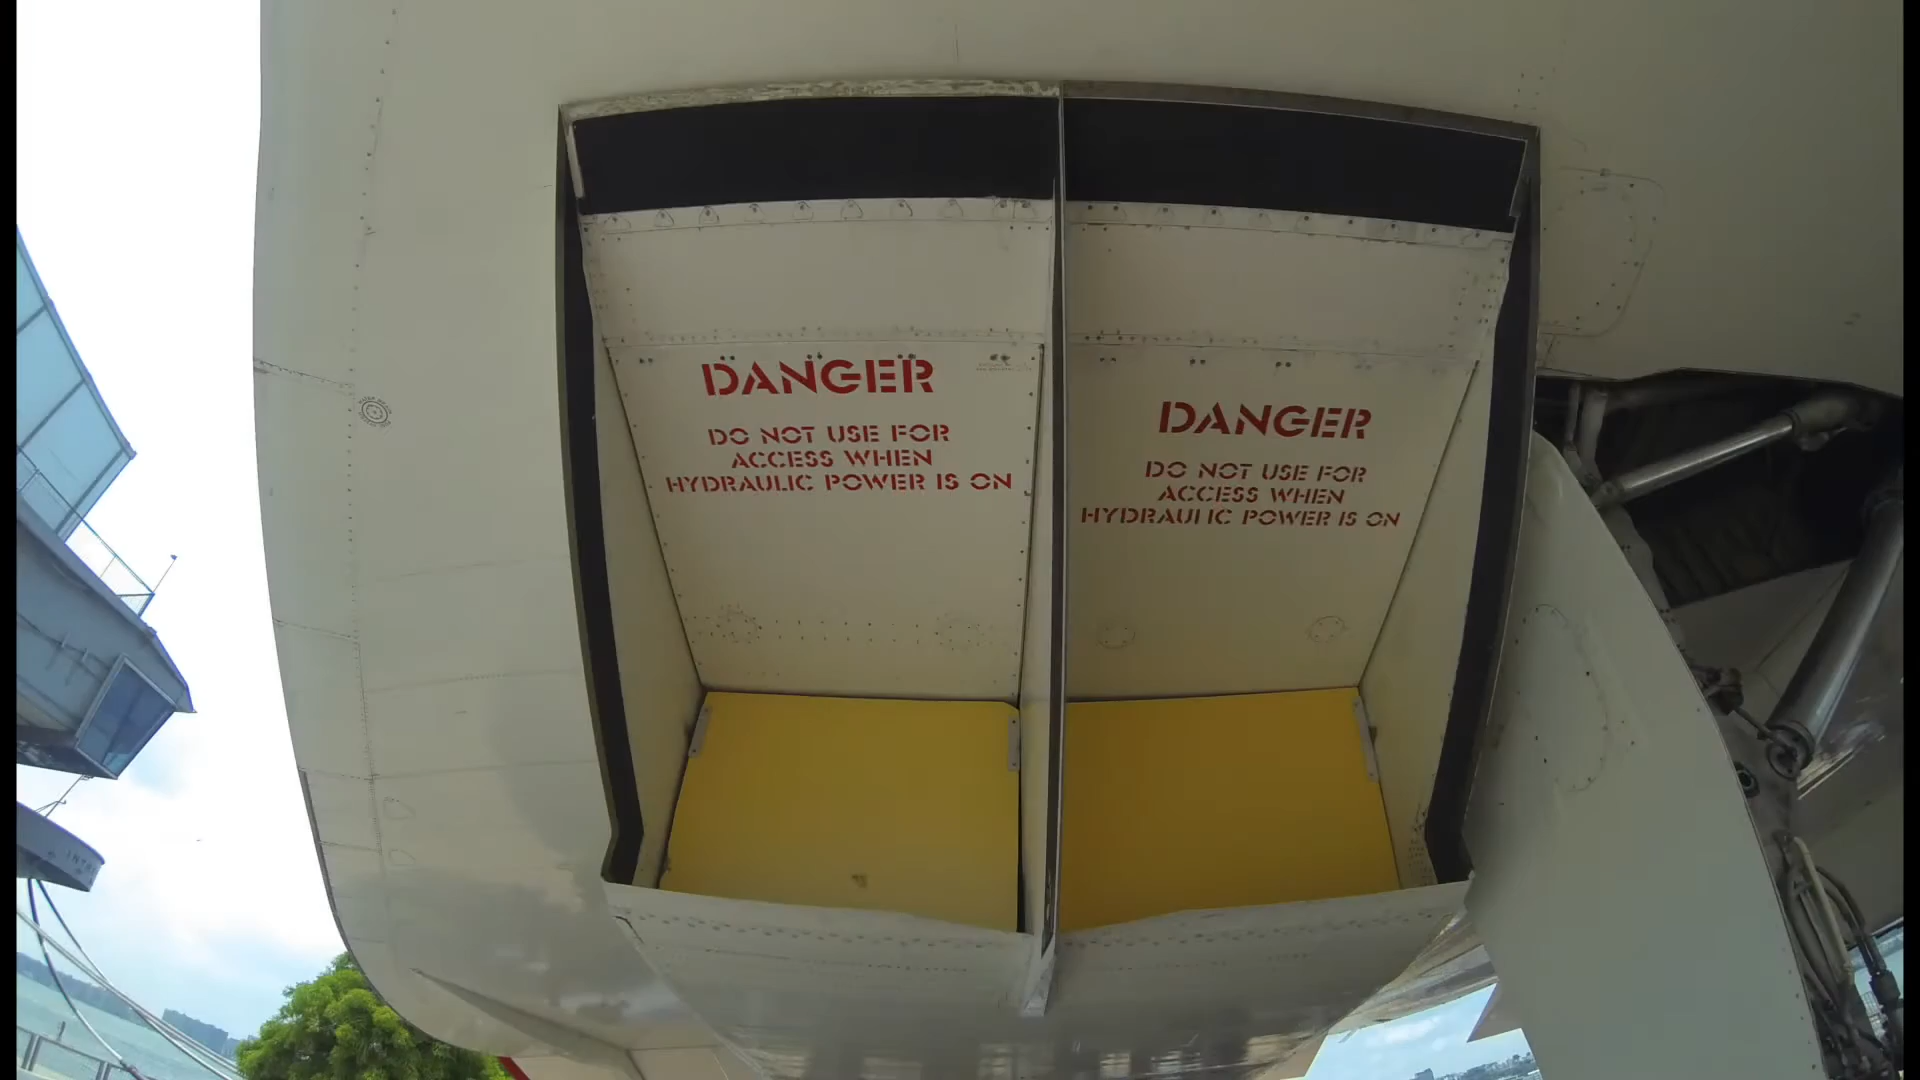 DANGER
DO NOT USE FOR
ACCESS WHEN
HYDRAULIC POWER IS ON
DANGER
DO NOT USE FOR
ACCESS WHEN
HYDRAULIC POWER IS ON